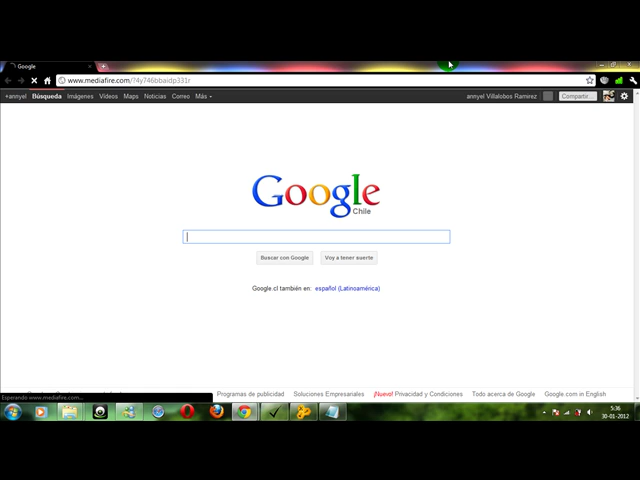 Google
www.mediafire.com/?4y746bbaidp331r
+annyel Búsqueda Imágenes Videos Maps Noticias Correo Más annyel Villalobos Ramirez Compartir...
Google
Chile
Buscar con Google Voy a tener suerte
Google.cl también en: español (Latinoamérica)
Programas de publicidad Soluciones Empresariales ¡Nuevo! Privacidad y Condiciones Todo acerca de Google Google.com in English
Esperando www.mediafire.com...
5:36
30-01-2012